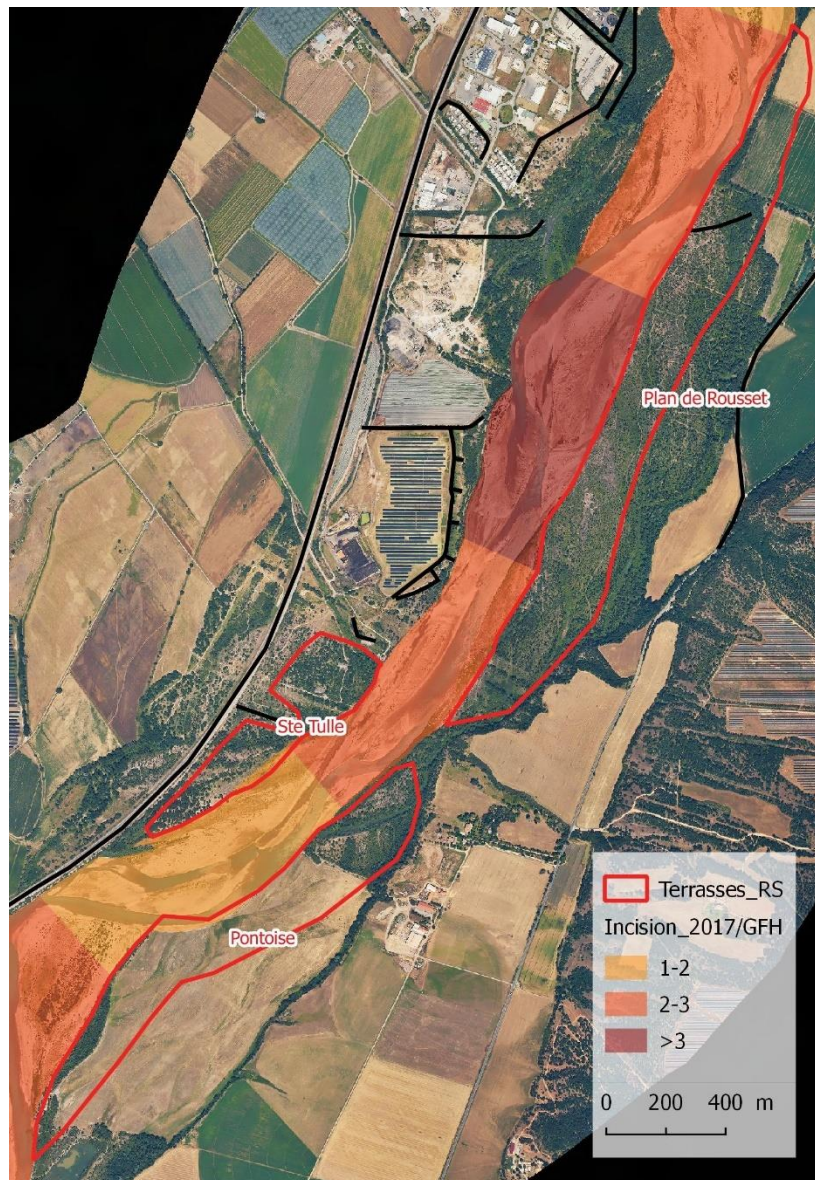 Plan de Rousset
Ste Tulle
Pontoise
Terrasses_RS
Incision_2017/GFH
1-2
2-3
>3
0 200 400 m